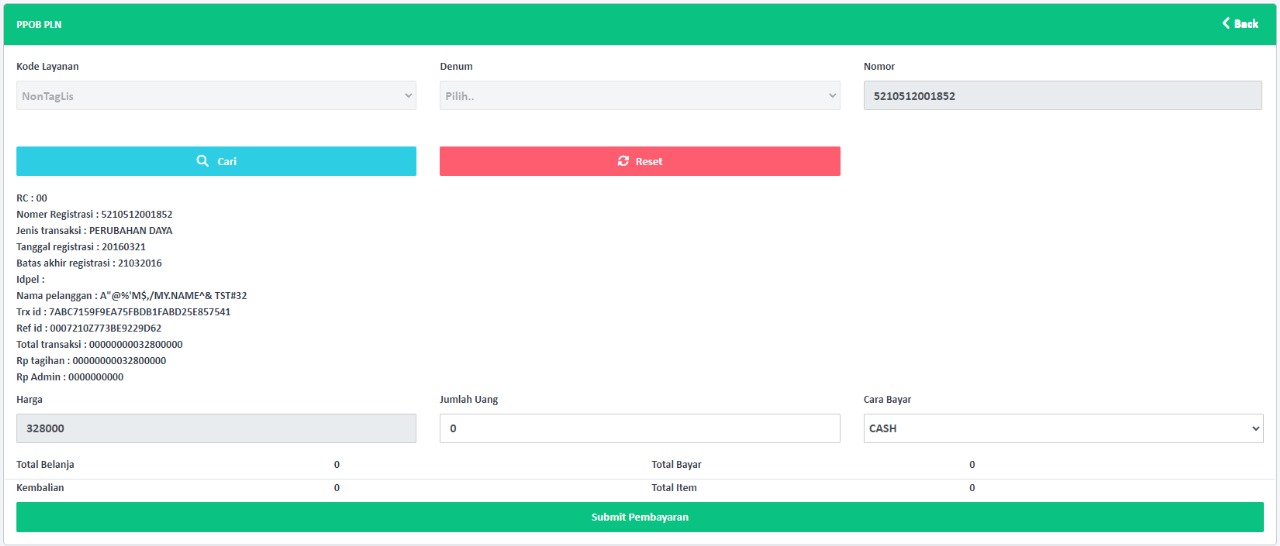 PPOB PLN
Back
Kode Layanan
Denum
Nomor
NonTagLis
Pilih..
5210512001852
Cari
Reset
RC : 00
Nomer Registrasi : 5210512001852
Jenis transaksi : PERUBAHAN DAYA
Tanggal registrasi : 20160321
Batas akhir registrasi : 21032016
Idpel :
Nama pelanggan : A"@%'M$,/MY.NAME^& TST#32
Trx id : 7ABC7159F9EA75FBDB1FABD25E857541
Ref id : 0007210Z773BE9229D62
Total transaksi : 00000000032800000
Rp tagihan : 00000000032800000
Rp Admin : 0000000000
Harga
Jumlah Uang
Cara Bayar
328000
0
CASH
Total Belanja 0 Total Bayar 0
Kembalian 0 Total Item 0
Submit Pembayaran